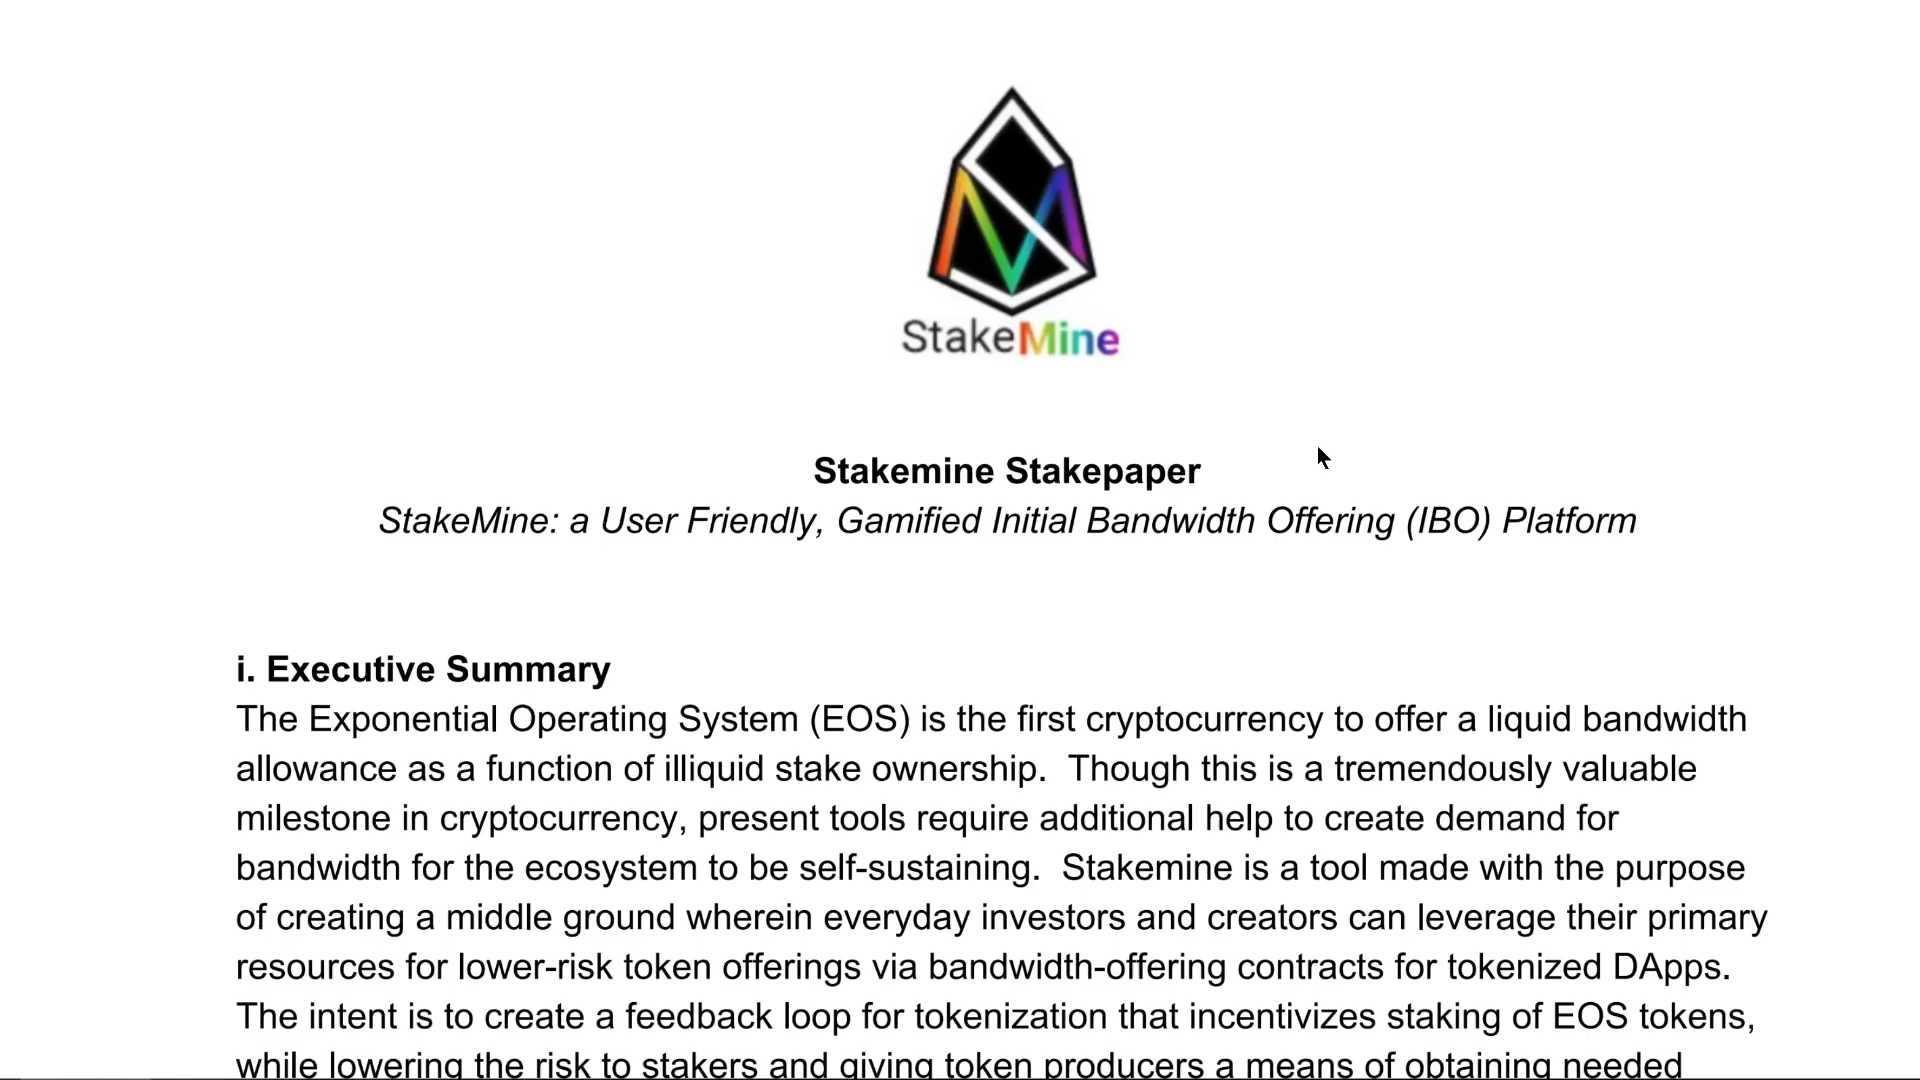 StakeMine
Stakemine Stakepaper
StakeMine: a User Friendly, Gamified Initial Bandwidth Offering (IBO) Platform
i. Executive Summary
The Exponential Operating System (EOS) is the first cryptocurrency to offer a liquid bandwidth
allowance as a function of illiquid stake ownership.  Though this is a tremendously valuable
milestone in cryptocurrency, present tools require additional help to create demand for
bandwidth for the ecosystem to be self-sustaining.  Stakemine is a tool made with the purpose
of creating a middle ground wherein everyday investors and creators can leverage their primary
resources for lower-risk token offerings via bandwidth-offering contracts for tokenized DApps.
The intent is to create a feedback loop for tokenization that incentivizes staking of EOS tokens,
while lowering the risk to stakers and giving token producers a means of obtaining needed